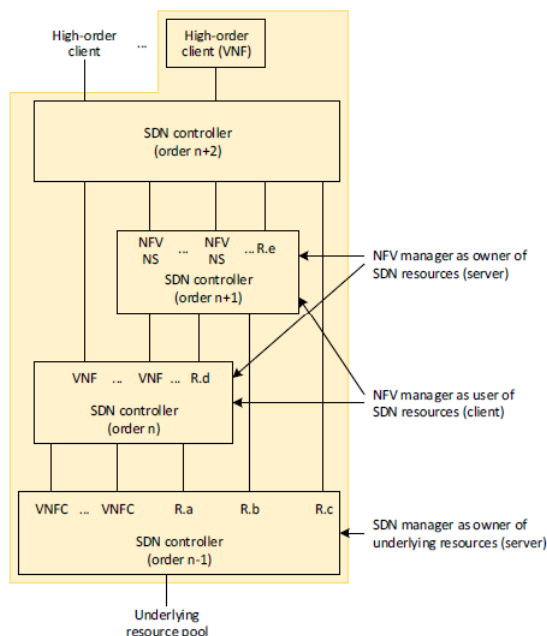 High-order
client
...
High-order
client (VNF)
SDN controller
(order n+2)
NFV
NS
...
NFV
NS
... R.e
SDN controller
(order n+1)
NFV manager as owner of
SDN resources (server)
VNF ... VNF ... R.d
SDN controller
(order n)
NFV manager as user of
SDN resources (client)
VNFC ... VNFC R.a R.b R.c
SDN controller
(order n-1)
SDN manager as owner of
underlying resources (server)
Underlying
resource pool